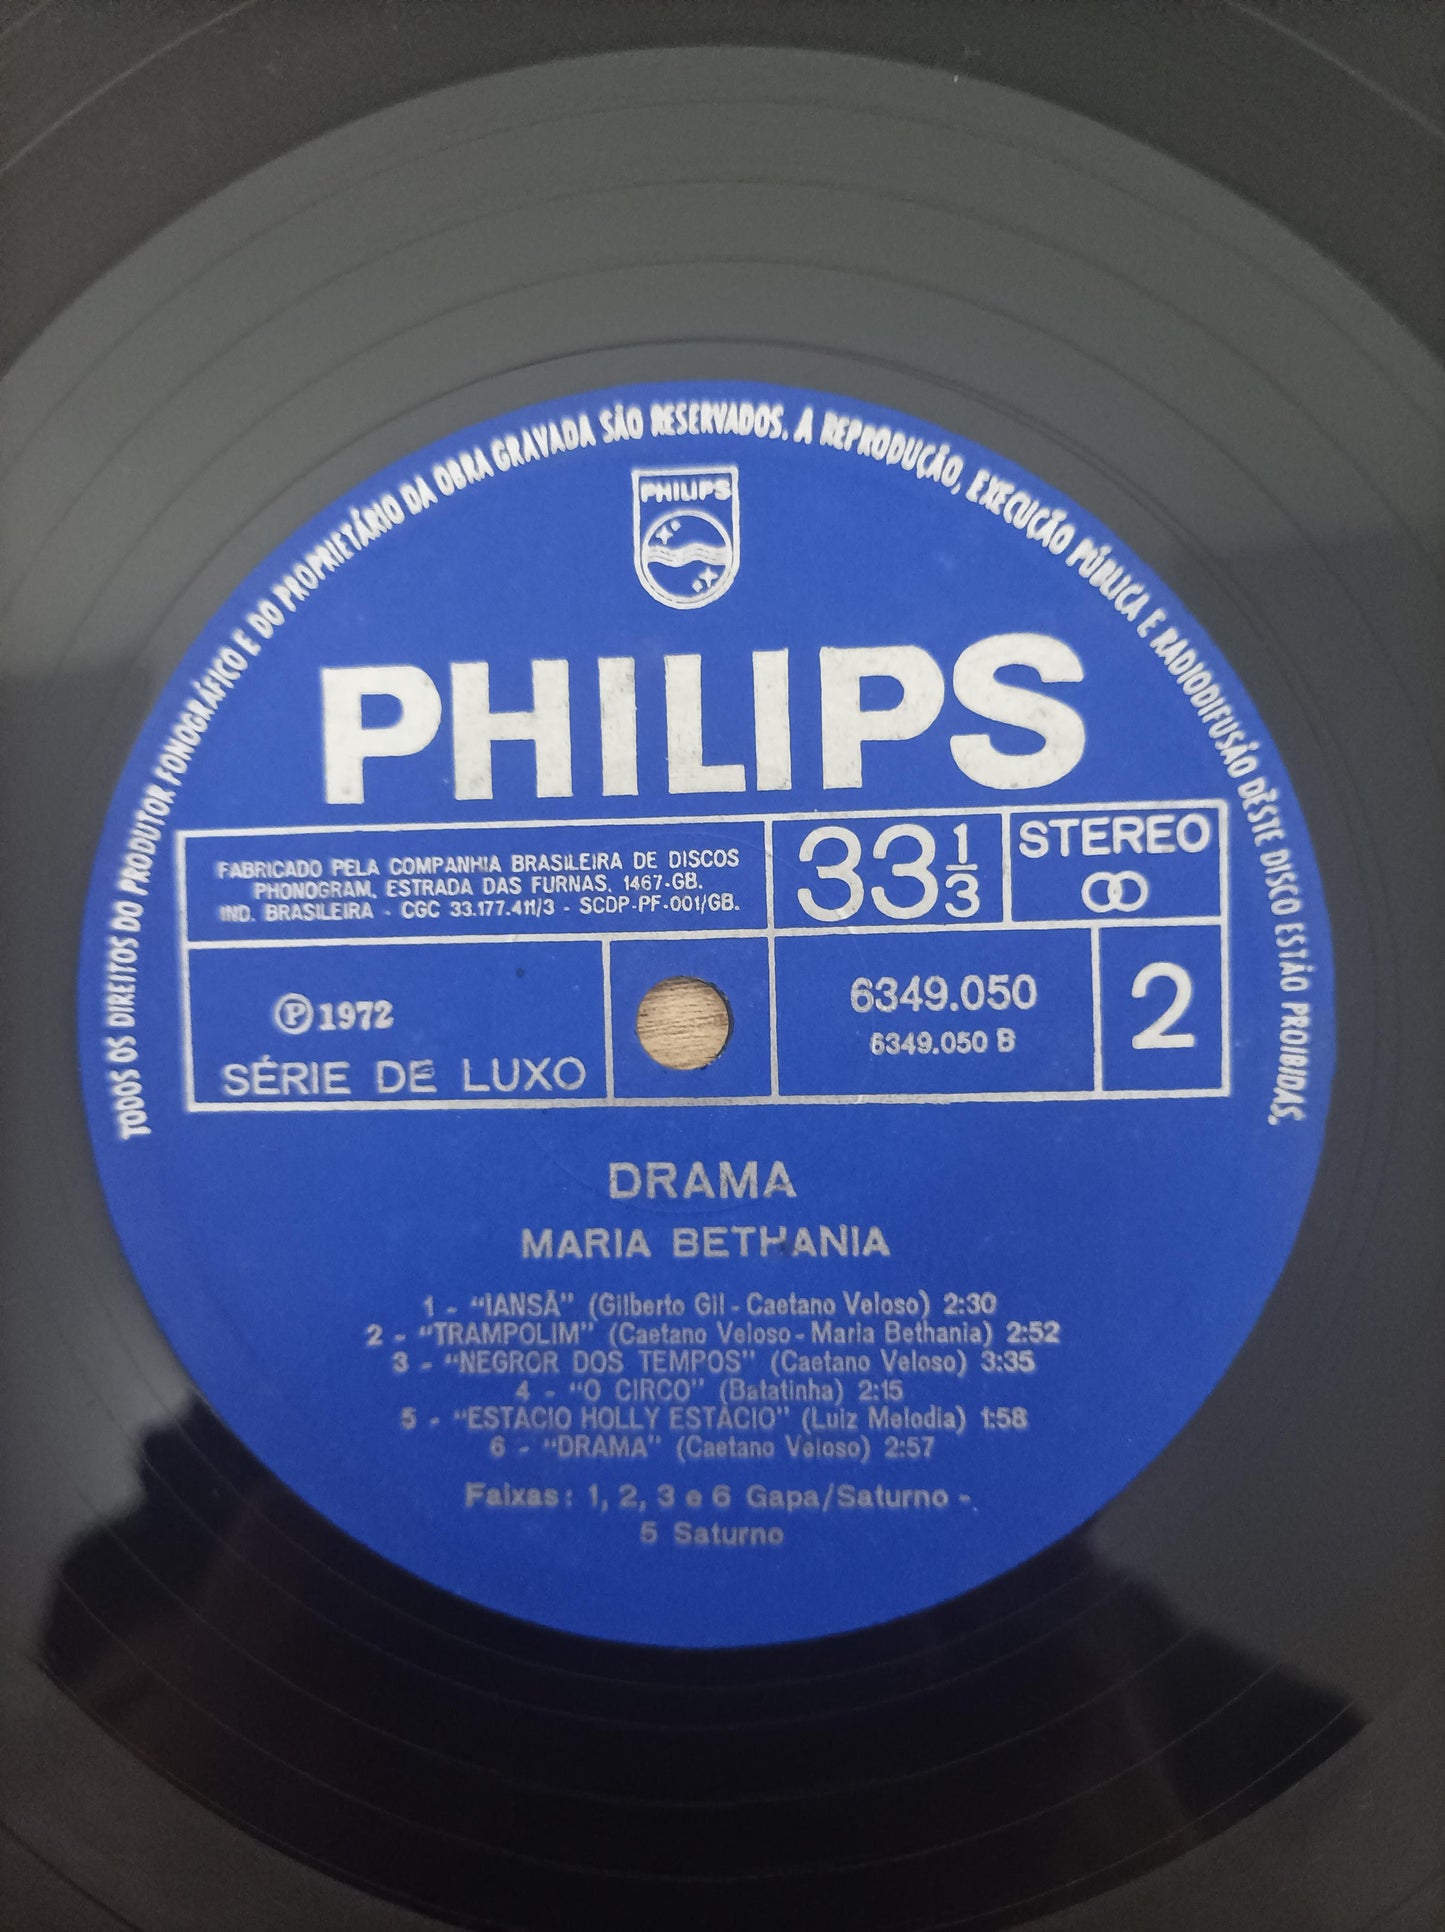 TODOS OS DIREITOS DO PRODUTOR FONOGRÁFICO E DO PROPRIETÁRIO DA OBRA GRAVADA SÃO RESERVADOS. A REPRODUÇÃO, EXECUÇÃO PÚBLICA E RADIODIFUSÃO DÊSTE DISCO ESTÃO PROIBIDAS.
PHILIPS
PHILIPS
FABRICADO PELA COMPANHIA BRASILEIRA DE DISCOS
PHONOGRAM, ESTRADA DAS FURNAS, 1467-GB.
IND. BRASILEIRA - CGC 33.177.411/3 - SCDP-PF-001/GB.
33 1/3
STEREO
℗ 1972
SÉRIE DE LUXO
6349.050
6349.050 B
2
DRAMA
MARIA BETHANIA
1 - "IANSÃ" (Gilberto Gil - Caetano Veloso) 2:30
2 - "TRAMPOLIM" (Caetano Veloso - Maria Bethania) 2:52
3 - "NEGROR DOS TEMPOS" (Caetano Veloso) 3:35
4 - "O CIRCO" (Batatinha) 2:15
5 - "ESTACIO HOLLY ESTÁCIO" (Luiz Melodia) 1:58
6 - "DRAMA" (Caetano Veloso) 2:57
Faixas: 1, 2, 3 e 6 Gapa/Saturno -
5 Saturno